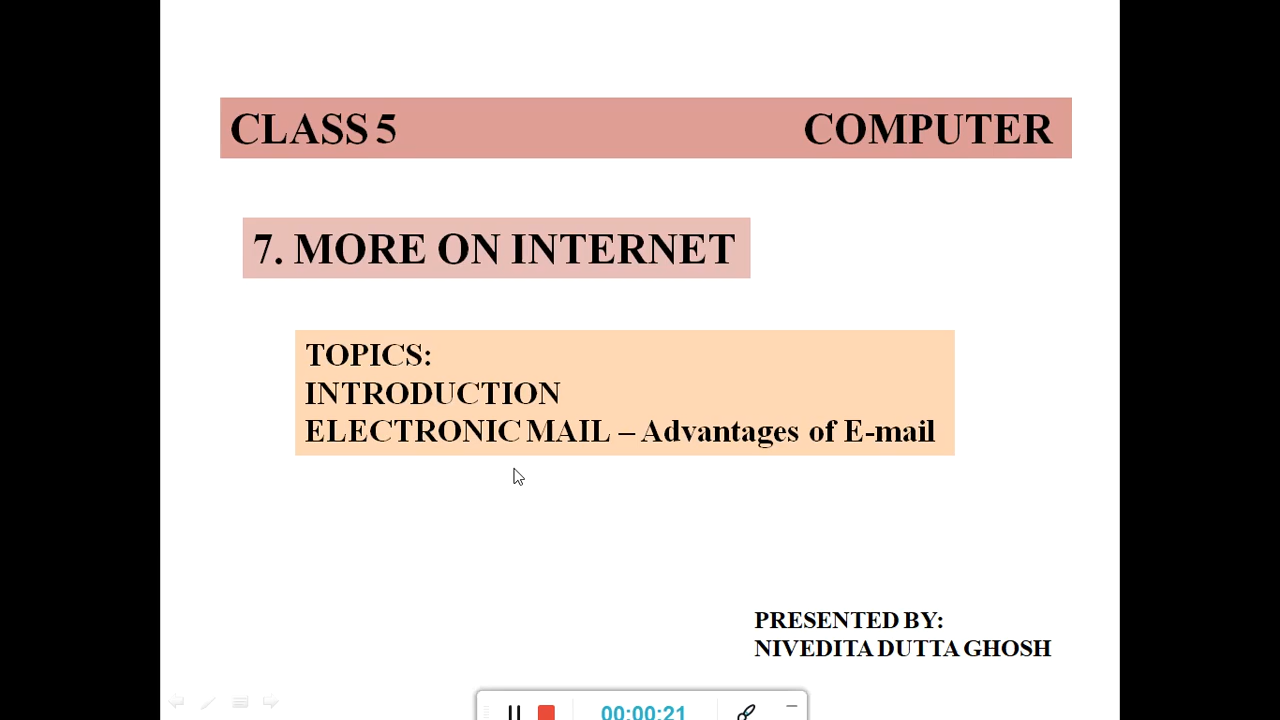 CLASS 5 COMPUTER
7. MORE ON INTERNET
TOPICS:
INTRODUCTION
ELECTRONIC MAIL – Advantages of E-mail
PRESENTED BY:
NIVEDITA DUTTA GHOSH
00:00:21